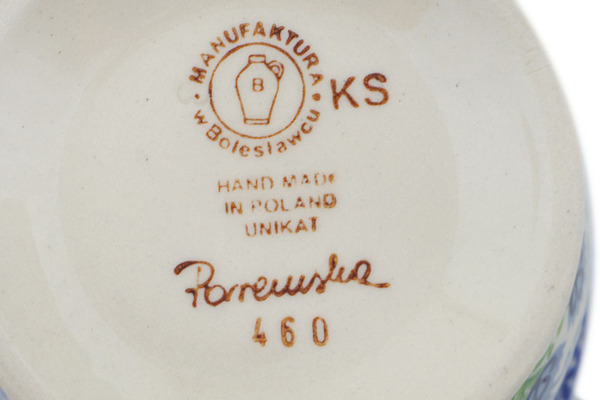 MANUFAKTURA
B
w Bolesławcu
KS
HAND MADE
IN POLAND
UNIKAT
460